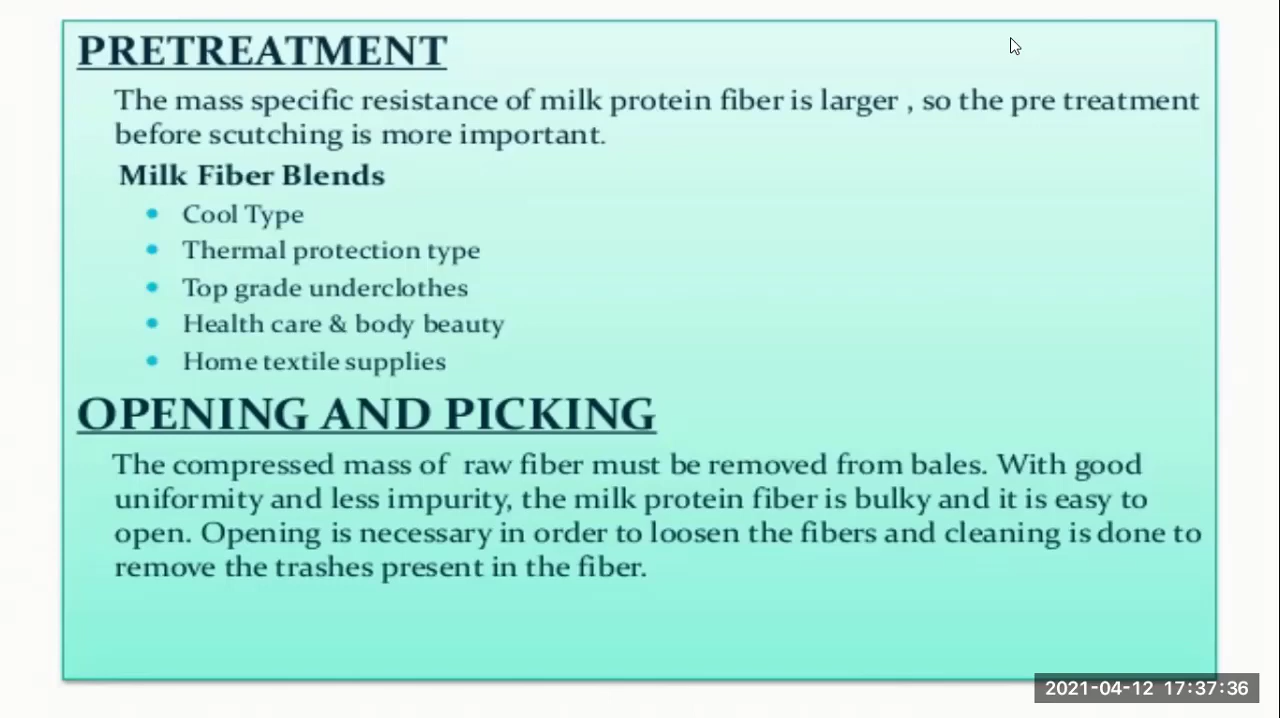 PRETREATMENT
The mass specific resistance of milk protein fiber is larger , so the pre treatment
before scutching is more important.
Milk Fiber Blends
• Cool Type
• Thermal protection type
• Top grade underclothes
• Health care & body beauty
• Home textile supplies
OPENING AND PICKING
The compressed mass of raw fiber must be removed from bales. With good
uniformity and less impurity, the milk protein fiber is bulky and it is easy to
open. Opening is necessary in order to loosen the fibers and cleaning is done to
remove the trashes present in the fiber.
2021-04-12 17:37:36